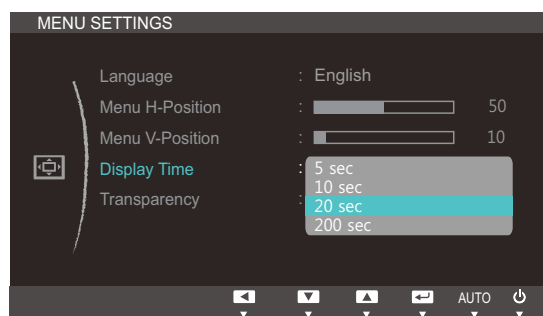 MENU SETTINGS
Language : English
Menu H-Position : 50
Menu V-Position : 10
Display Time : 5 sec
10 sec
20 sec
Transparency : 200 sec
AUTO